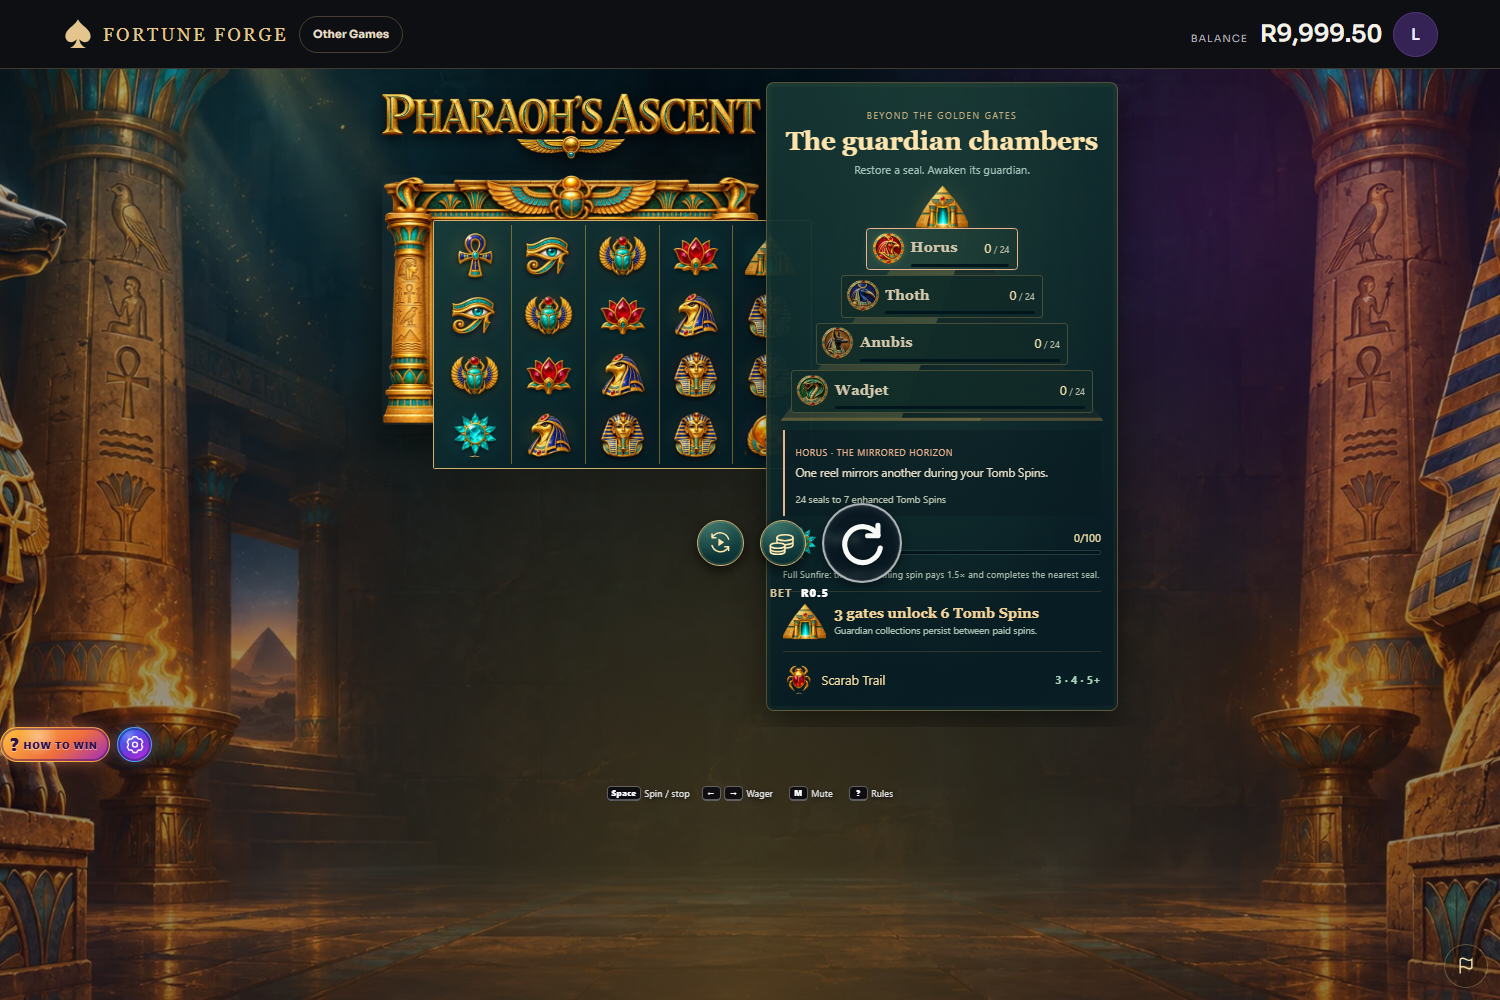 FORTUNE FORGE
Other Games
BALANCE R9,999.50 L
PHARAOH'S ASCENT
BEYOND THE GOLDEN GATES
The guardian chambers
Restore a seal. Awaken its guardian.
Horus 0 / 24
Thoth 0 / 24
Anubis 0 / 24
Wadjet 0 / 24
HORUS · THE MIRRORED HORIZON
One reel mirrors another during your Tomb Spins.
24 seals to 7 enhanced Tomb Spins
0/100
Full Sunfire: spin pays 1.5× and completes the nearest seal.
BET R0.5
3 gates unlock 6 Tomb Spins
Guardian collections persist between paid spins.
Scarab Trail 3 · 4 · 5+
? HOW TO WIN
Space Spin / stop ← → Wager M Mute ? Rules